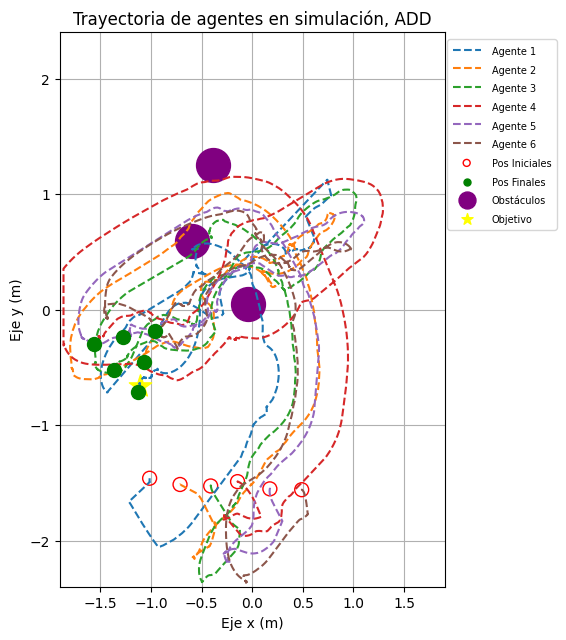 Trayectoria de agentes en simulación, ADD
Eje y (m)
2
1
0
−1
−2
−1.5
−1.0
−0.5
0.0
0.5
1.0
1.5
Eje x (m)
Agente 1
Agente 2
Agente 3
Agente 4
Agente 5
Agente 6
Pos Iniciales
Pos Finales
Obstáculos
Objetivo